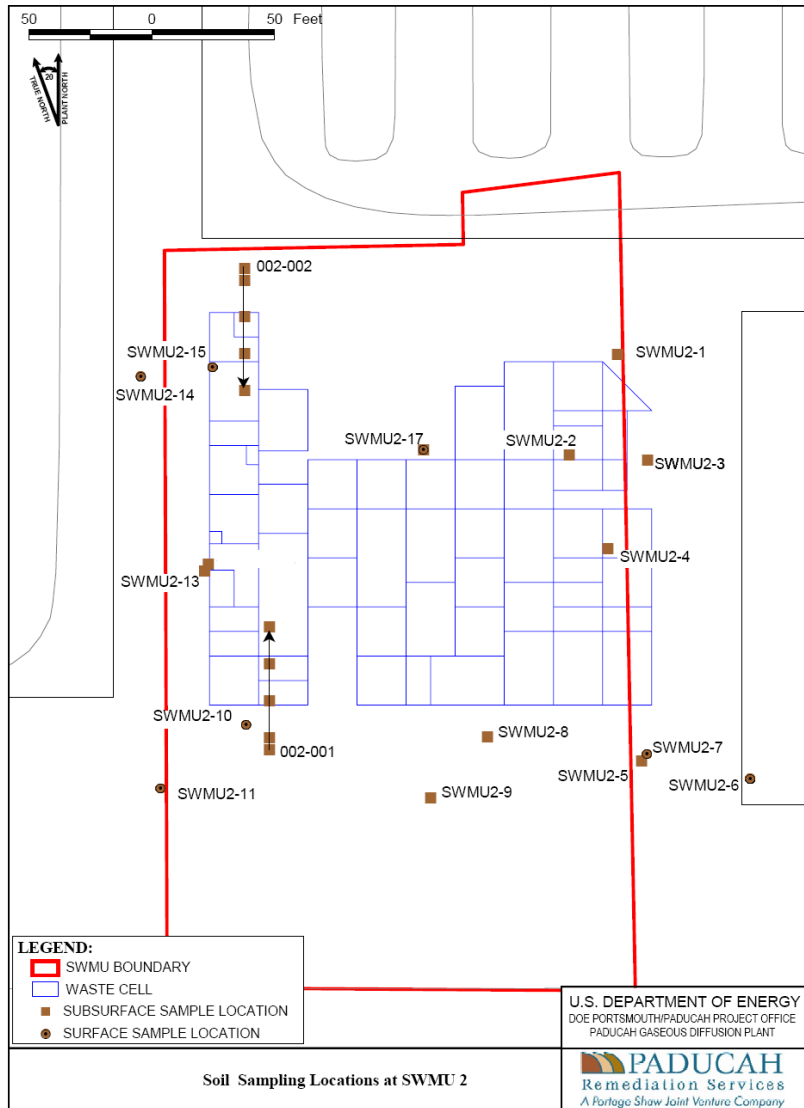 50 0 50 Feet
20
TRUE NORTH
PLANT NORTH
002-002
SWMU2-15
SWMU2-1
SWMU2-14
SWMU2-17
SWMU2-2
SWMU2-3
SWMU2-4
SWMU2-13
SWMU2-10
SWMU2-8
002-001
SWMU2-7
SWMU2-5
SWMU2-6
SWMU2-11
SWMU2-9
LEGEND:
SWMU BOUNDARY
WASTE CELL
SUBSURFACE SAMPLE LOCATION
SURFACE SAMPLE LOCATION
U.S. DEPARTMENT OF ENERGY
DOE PORTSMOUTH/PADUCAH PROJECT OFFICE
PADUCAH GASEOUS DIFFUSION PLANT
Soil Sampling Locations at SWMU 2
PADUCAH
Remediation Services
A Portage Shaw Joint Venture Company